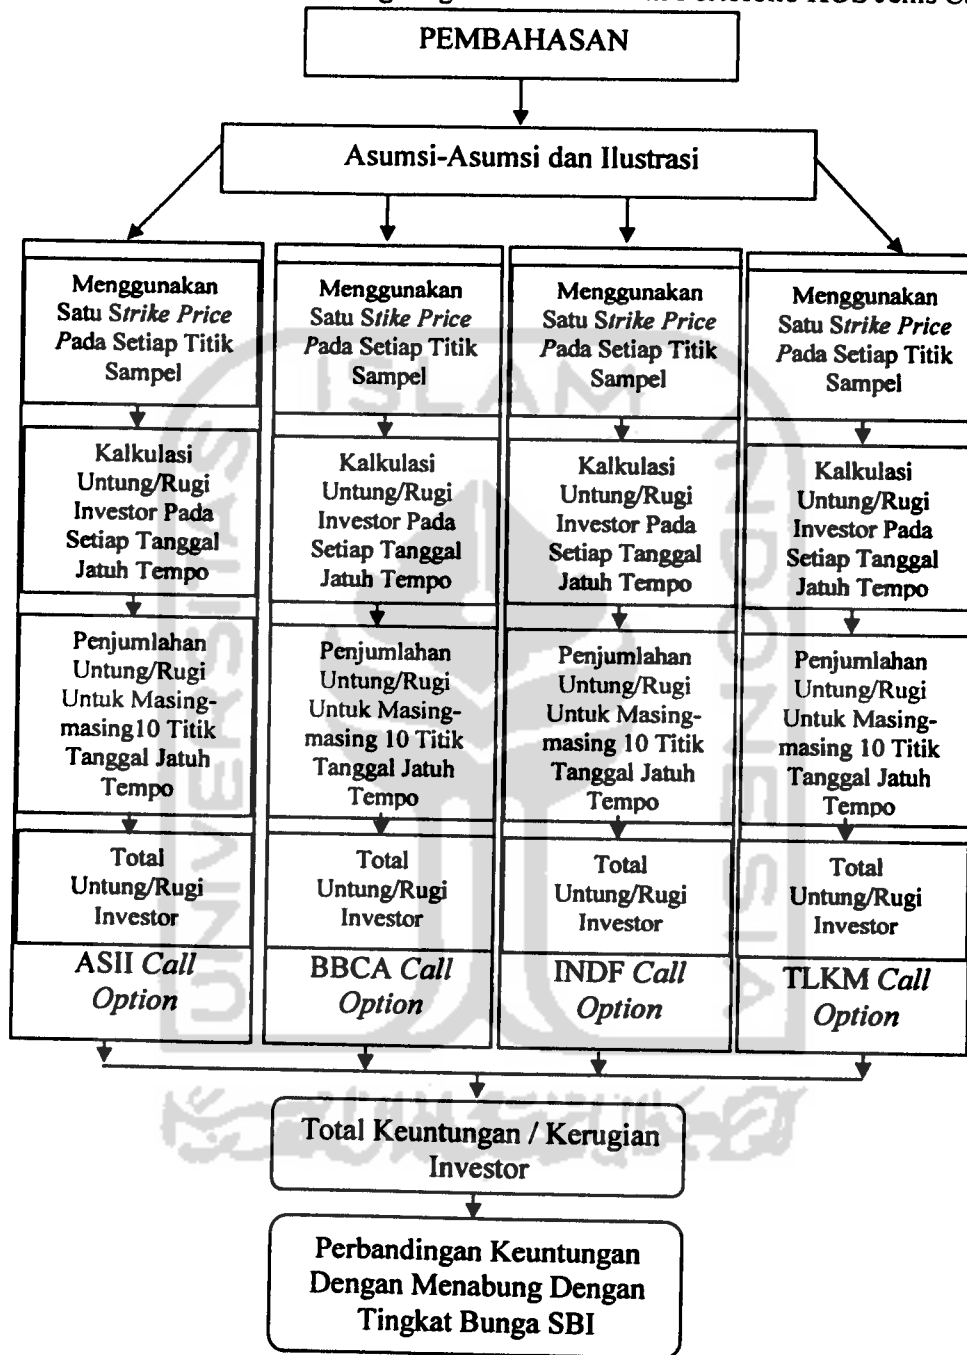 PEMBAHASAN
Asumsi-Asumsi dan Ilustrasi
Menggunakan
Satu Strike Price
Pada Setiap Titik
Sampel
Kalkulasi
Untung/Rugi
Investor Pada
Setiap Tanggal
Jatuh Tempo
Penjumlahan
Untung/Rugi
Untuk Masing-
masing10 Titik
Tanggal Jatuh
Tempo
Total
Untung/Rugi
Investor
ASII Call
Option
Menggunakan
Satu Stike Price
Pada Setiap Titik
Sampel
Kalkulasi
Untung/Rugi
Investor Pada
Setiap Tanggal
Jatuh Tempo
Penjumlahan
Untung/Rugi
Untuk Masing-
masing 10 Titik
Tanggal Jatuh
Tempo
Total
Untung/Rugi
Investor
BBCA Call
Option
Menggunakan
Satu Strike Price
Pada Setiap Titik
Sampel
Kalkulasi
Untung/Rugi
Investor Pada
Setiap Tanggal
Jatuh Tempo
Penjumlahan
Untung/Rugi
Untuk Masing-
masing 10 Titik
Tanggal Jatuh
Tempo
Total
Untung/Rugi
Investor
INDF Call
Option
Menggunakan
Satu Strike Price
Pada Setiap Titik
Sampel
Kalkulasi
Untung/Rugi
Investor Pada
Setiap Tanggal
Jatuh Tempo
Penjumlahan
Untung/Rugi
Untuk Masing-
masing 10 Titik
Tanggal Jatuh
Tempo
Total
Untung/Rugi
Investor
TLKM Call
Option
Total Keuntungan / Kerugian
Investor
Perbandingan Keuntungan
Dengan Menabung Dengan
Tingkat Bunga SBI
UNIVERSITAS
ISLAM
INDONESIA